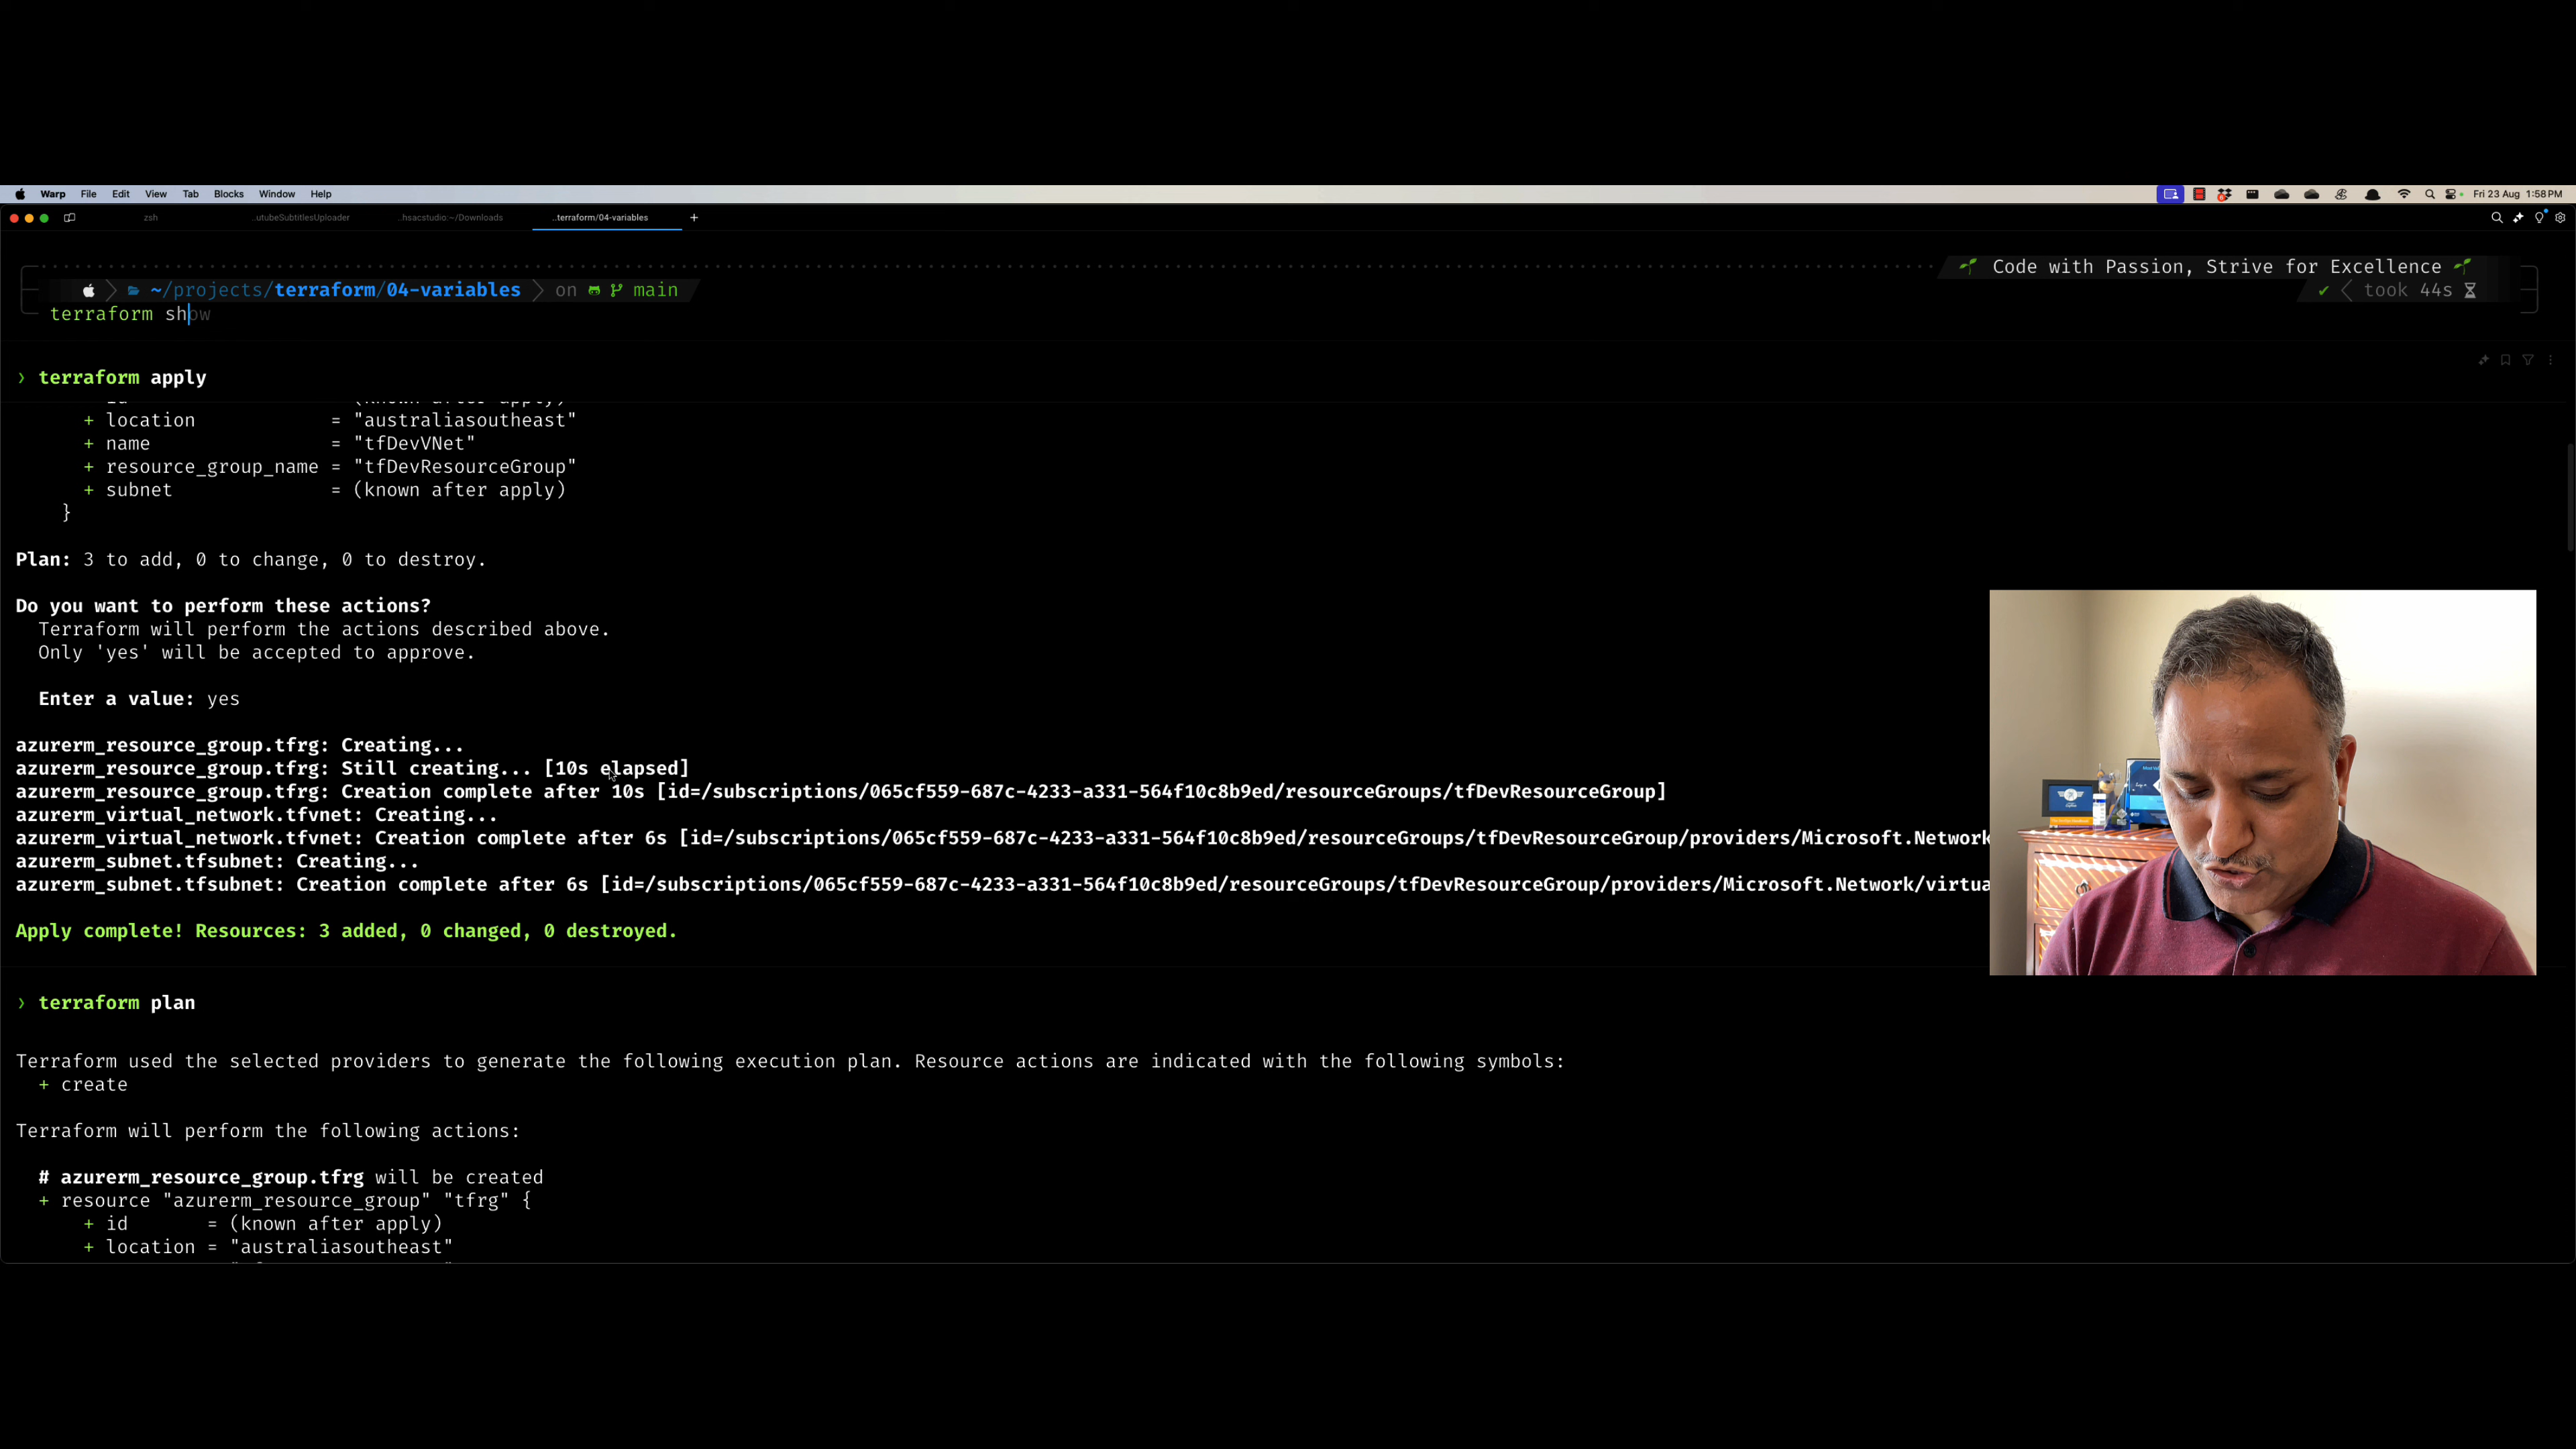 Warp File Edit View Tab Blocks Window Help
Fri 23 Aug 1:58 PM
zsh
..utubeSubtitlesUploader
..hsacstudio:~/Downloads
..terraform/04-variables
+
Code with Passion, Strive for Excellence
~/projects/terraform/04-variables on main
✔ took 44s
terraform show
❯ terraform apply
id = (known after apply)
+ location = "australiasoutheast"
+ name = "tfDevVNet"
+ resource_group_name = "tfDevResourceGroup"
+ subnet = (known after apply)
}
Plan: 3 to add, 0 to change, 0 to destroy.
Do you want to perform these actions?
Terraform will perform the actions described above.
Only 'yes' will be accepted to approve.
Enter a value: yes
azurerm_resource_group.tfrg: Creating...
azurerm_resource_group.tfrg: Still creating... [10s elapsed]
azurerm_resource_group.tfrg: Creation complete after 10s [id=/subscriptions/065cf559-687c-4233-a331-564f10c8b9ed/resourceGroups/tfDevResourceGroup]
azurerm_virtual_network.tfvnet: Creating...
azurerm_virtual_network.tfvnet: Creation complete after 6s [id=/subscriptions/065cf559-687c-4233-a331-564f10c8b9ed/resourceGroups/tfDevResourceGroup/providers/Microsoft.Network
azurerm_subnet.tfsubnet: Creating...
azurerm_subnet.tfsubnet: Creation complete after 6s [id=/subscriptions/065cf559-687c-4233-a331-564f10c8b9ed/resourceGroups/tfDevResourceGroup/providers/Microsoft.Network/virtua
Apply complete! Resources: 3 added, 0 changed, 0 destroyed.
❯ terraform plan
Terraform used the selected providers to generate the following execution plan. Resource actions are indicated with the following symbols:
+ create
Terraform will perform the following actions:
# azurerm_resource_group.tfrg will be created
+ resource "azurerm_resource_group" "tfrg" {
+ id = (known after apply)
+ location = "australiasoutheast"